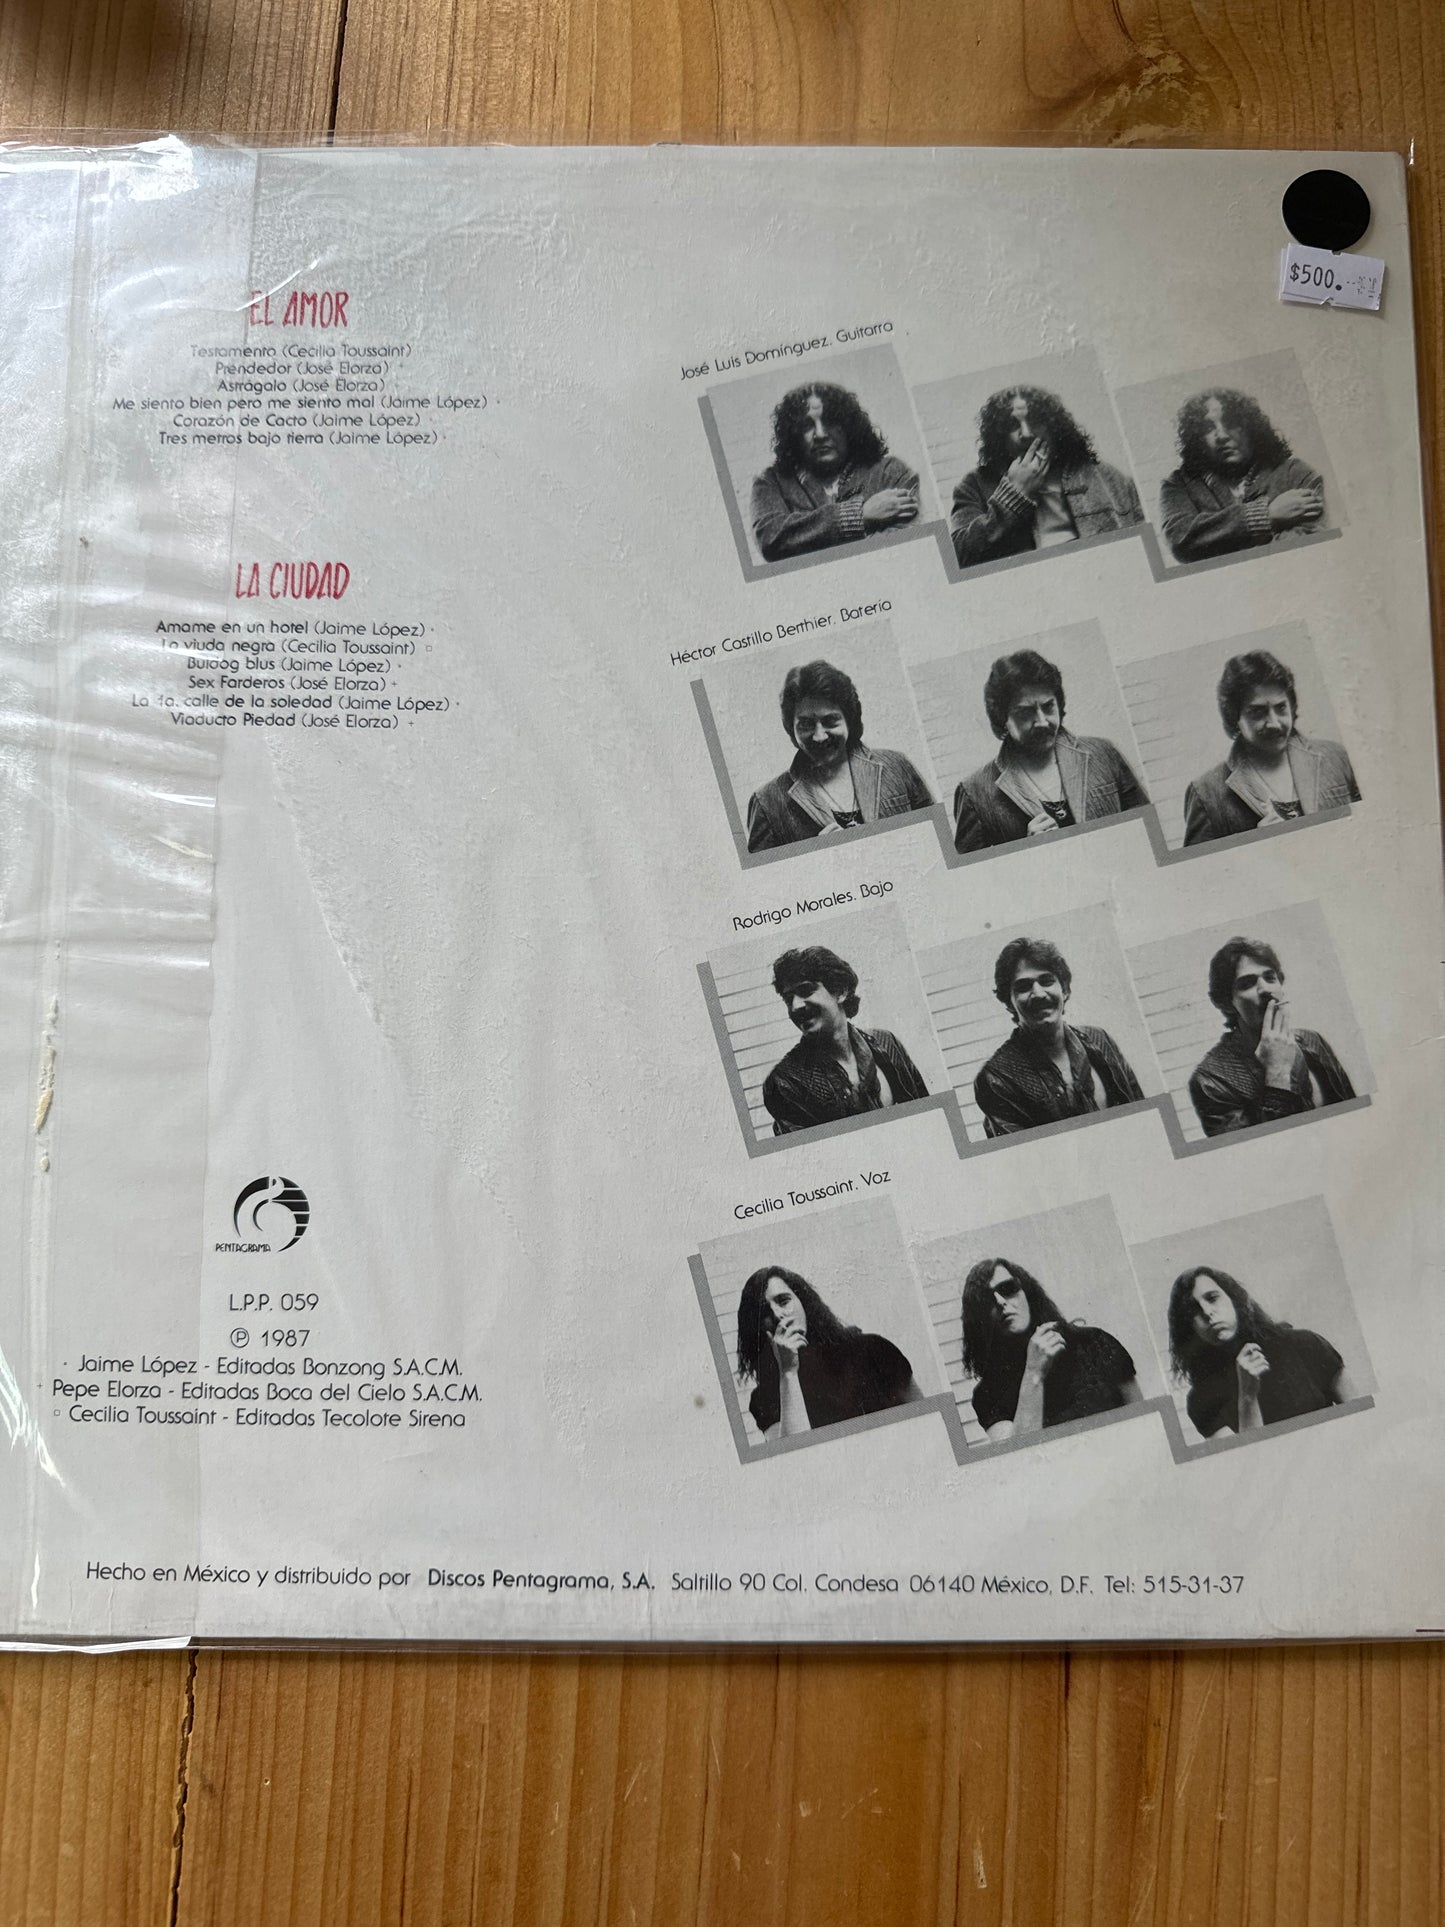 $500.
EL AMOR
Testamento (Cecilia Toussaint)
Prendedor (José Elorza) +
Astrágalo (José Elorza) +
Me siento bien pero me siento mal (Jaime López) •
Corazón de Cacto (Jaime López) •
Tres metros bajo tierra (Jaime López) •
LA CIUDAD
Amame en un hotel (Jaime López) •
La viuda negra (Cecilia Toussaint) □
Buldog blus (Jaime López) •
Sex Farderos (José Elorza) +
La 1a. calle de la soledad (Jaime López) •
Viaducto Piedad (José Elorza) +
José Luis Domínguez. Guitarra
Héctor Castillo Berthier. Batería
Rodrigo Morales. Bajo
Cecilia Toussaint. Voz
PENTAGRAMA
L.P.P. 059
Ⓟ 1987
• Jaime López - Editadas Bonzong S.A.C.M.
+ Pepe Elorza - Editadas Boca del Cielo S.A.C.M.
□ Cecilia Toussaint - Editadas Tecolote Sirena
Hecho en México y distribuido por Discos Pentagrama, S.A. Saltillo 90 Col. Condesa 06140 México, D.F. Tel: 515-31-37